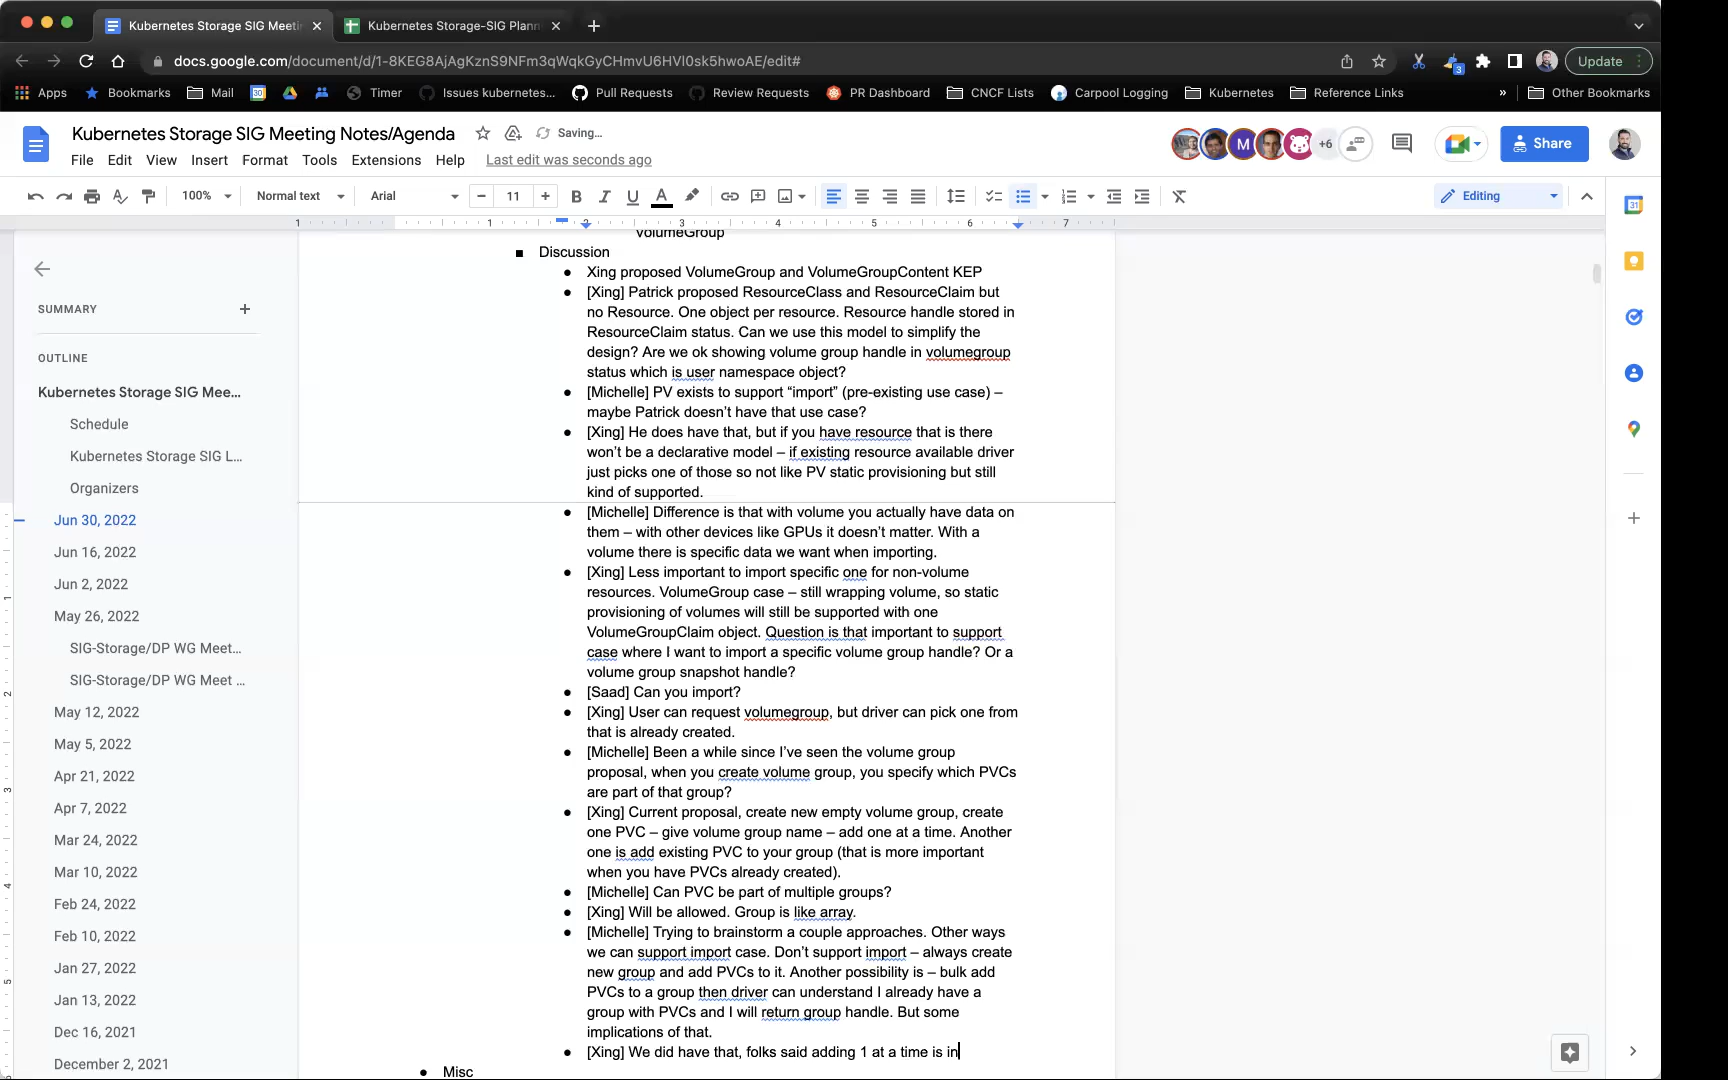 Kubernetes Storage SIG Meeti
Kubernetes Storage-SIG Plann
docs.google.com/document/d/1-8KEG8AjAgKznS9NFm3qWqkGyCHmvU6HVl0sk5hwoAE/edit#
3
Update
Apps
Bookmarks
Mail
30
Timer
Issues kubernetes...
Pull Requests
Review Requests
PR Dashboard
CNCF Lists
Carpool Logging
Kubernetes
Reference Links
»
Other Bookmarks
Kubernetes Storage SIG Meeting Notes/Agenda
Saving...
M
+6
Share
File Edit View Insert Format Tools Extensions Help Last edit was seconds ago
100% Normal text Arial – 11 + B I U A Editing
31
1 1 2 3 4 5 6 7
SUMMARY
OUTLINE
Kubernetes Storage SIG Mee...
Schedule
Kubernetes Storage SIG L...
Organizers
Jun 30, 2022
Jun 16, 2022
Jun 2, 2022
May 26, 2022
SIG-Storage/DP WG Meet...
SIG-Storage/DP WG Meet ...
May 12, 2022
May 5, 2022
Apr 21, 2022
Apr 7, 2022
Mar 24, 2022
Mar 10, 2022
Feb 24, 2022
Feb 10, 2022
Jan 27, 2022
Jan 13, 2022
Dec 16, 2021
December 2, 2021
1
2
3
4
5
VolumeGroup
■ Discussion
● Xing proposed VolumeGroup and VolumeGroupContent KEP
● [Xing] Patrick proposed ResourceClass and ResourceClaim but
no Resource. One object per resource. Resource handle stored in
ResourceClaim status. Can we use this model to simplify the
design? Are we ok showing volume group handle in volumegroup
status which is user namespace object?
● [Michelle] PV exists to support “import” (pre-existing use case) –
maybe Patrick doesn’t have that use case?
● [Xing] He does have that, but if you have resource that is there
won’t be a declarative model – if existing resource available driver
just picks one of those so not like PV static provisioning but still
kind of supported.
● [Michelle] Difference is that with volume you actually have data on
them – with other devices like GPUs it doesn’t matter. With a
volume there is specific data we want when importing.
● [Xing] Less important to import specific one for non-volume
resources. VolumeGroup case – still wrapping volume, so static
provisioning of volumes will still be supported with one
VolumeGroupClaim object. Question is that important to support
case where I want to import a specific volume group handle? Or a
volume group snapshot handle?
● [Saad] Can you import?
● [Xing] User can request volumegroup, but driver can pick one from
that is already created.
● [Michelle] Been a while since I’ve seen the volume group
proposal, when you create volume group, you specify which PVCs
are part of that group?
● [Xing] Current proposal, create new empty volume group, create
one PVC – give volume group name – add one at a time. Another
one is add existing PVC to your group (that is more important
when you have PVCs already created).
● [Michelle] Can PVC be part of multiple groups?
● [Xing] Will be allowed. Group is like array.
● [Michelle] Trying to brainstorm a couple approaches. Other ways
we can support import case. Don’t support import – always create
new group and add PVCs to it. Another possibility is – bulk add
PVCs to a group then driver can understand I already have a
group with PVCs and I will return group handle. But some
implications of that.
● [Xing] We did have that, folks said adding 1 at a time is in
● Misc